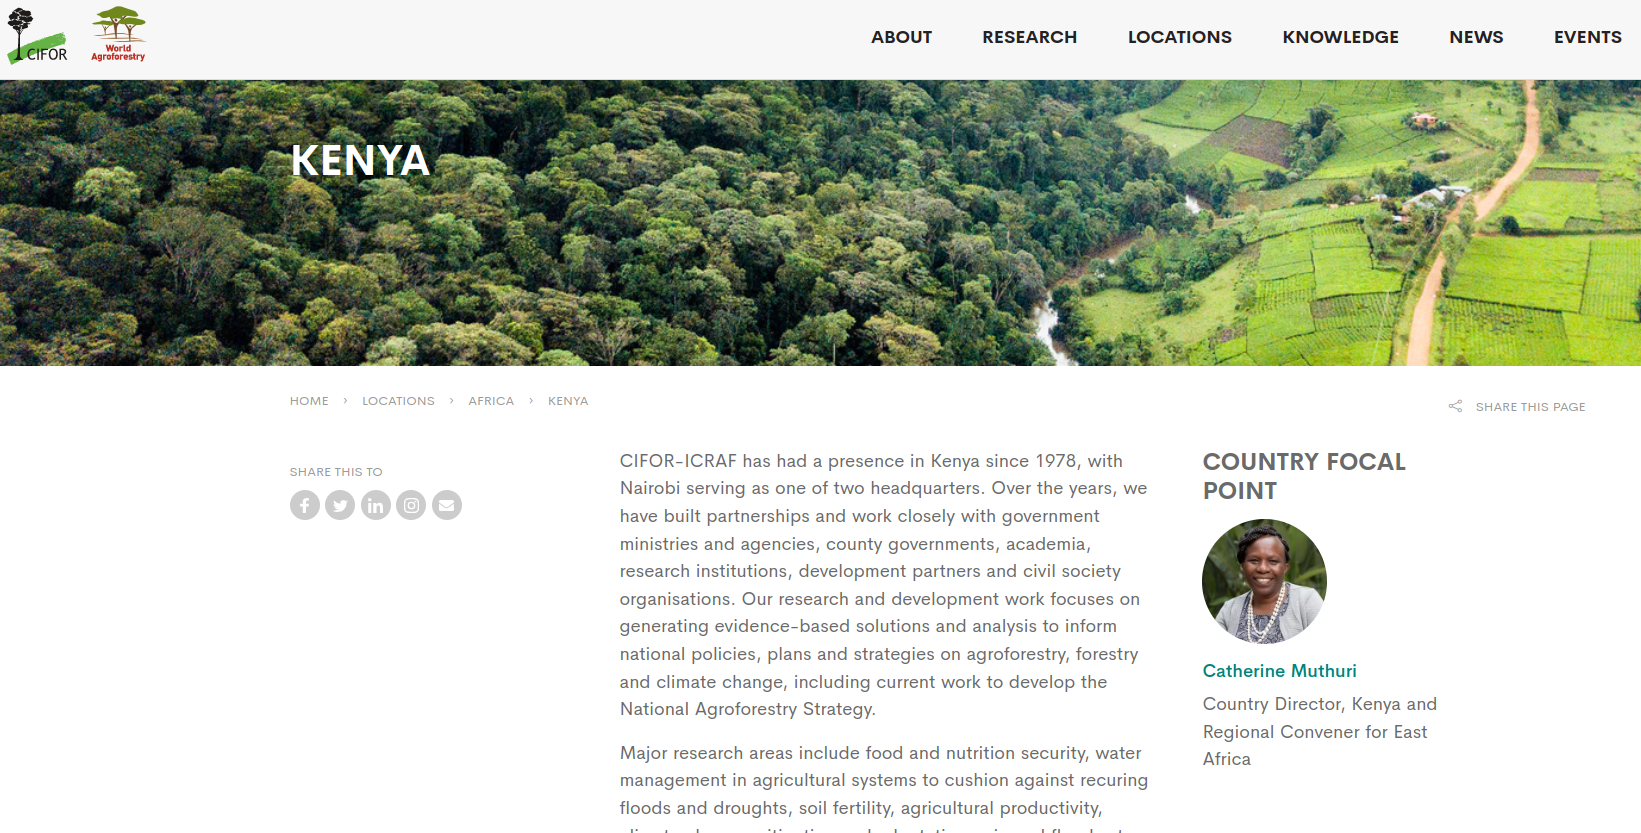 CIFOR
World
Agroforestry
ABOUT
RESEARCH
LOCATIONS
KNOWLEDGE
NEWS
EVENTS
KENYA
HOME › LOCATIONS › AFRICA › KENYA
SHARE THIS PAGE
SHARE THIS TO
CIFOR-ICRAF has had a presence in Kenya since 1978, with
Nairobi serving as one of two headquarters. Over the years, we
have built partnerships and work closely with government
ministries and agencies, county governments, academia,
research institutions, development partners and civil society
organisations. Our research and development work focuses on
generating evidence-based solutions and analysis to inform
national policies, plans and strategies on agroforestry, forestry
and climate change, including current work to develop the
National Agroforestry Strategy.
Major research areas include food and nutrition security, water
management in agricultural systems to cushion against recuring
floods and droughts, soil fertility, agricultural productivity,
COUNTRY FOCAL
POINT
Catherine Muthuri
Country Director, Kenya and
Regional Convener for East
Africa